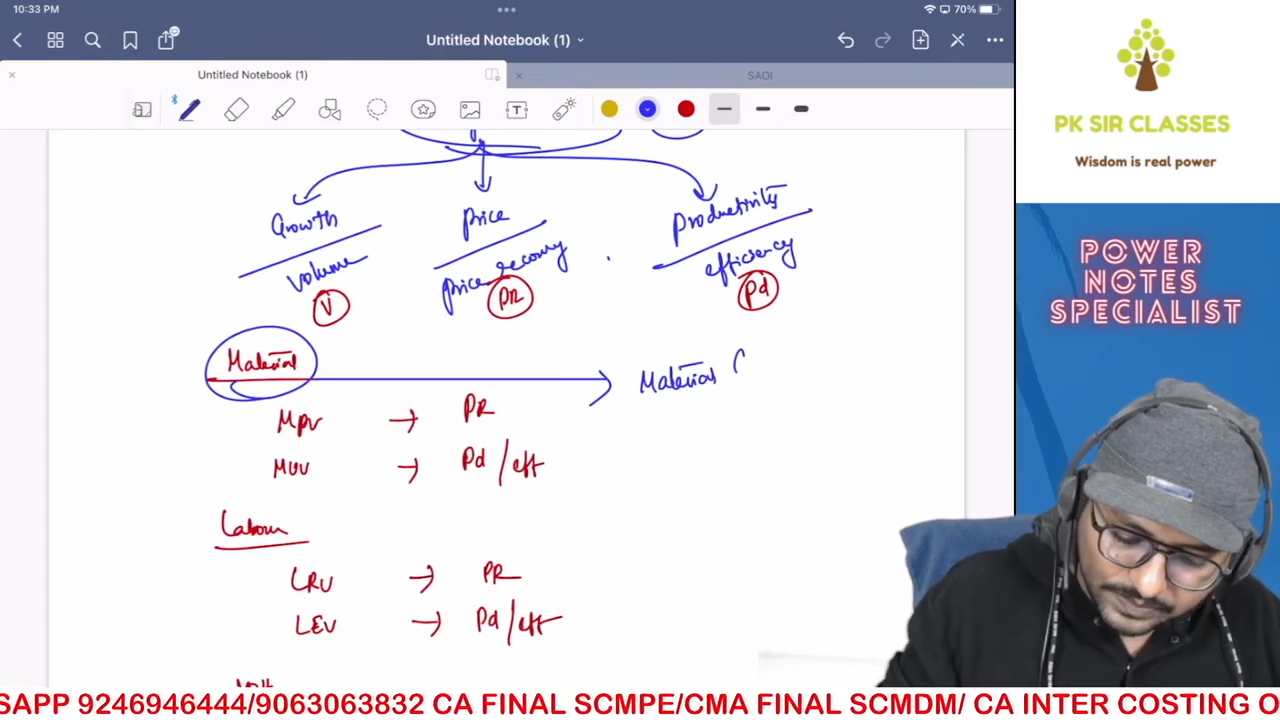 10:33 PM
70%
Untitled Notebook (1)
Untitled Notebook (1)
SAOI
PK SIR CLASSES
Wisdom is real power
POWER
NOTES
SPECIALIST
Growth
volume
V
Price
price recovery
PR
Productivity
efficiency
Pd
Material
Material (
MPV → PR
MUV → Pd/eff
Labour
LRV → PR
LEV → Pd/eff
SAPP 9246946444/9063063832 CA FINAL SCMPE/CMA FINAL SCMDM/ CA INTER COSTING O